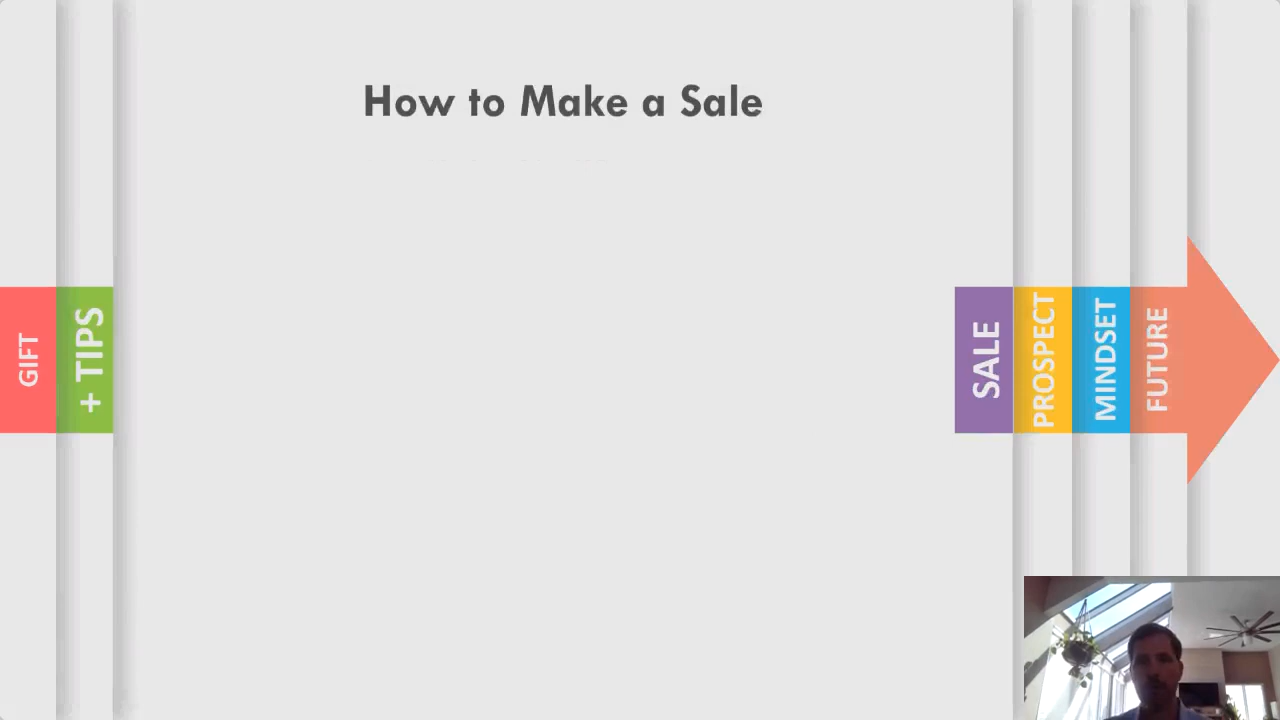 How to Make a Sale
GIFT
+ TIPS
SALE
PROSPECT
MINDSET
FUTURE